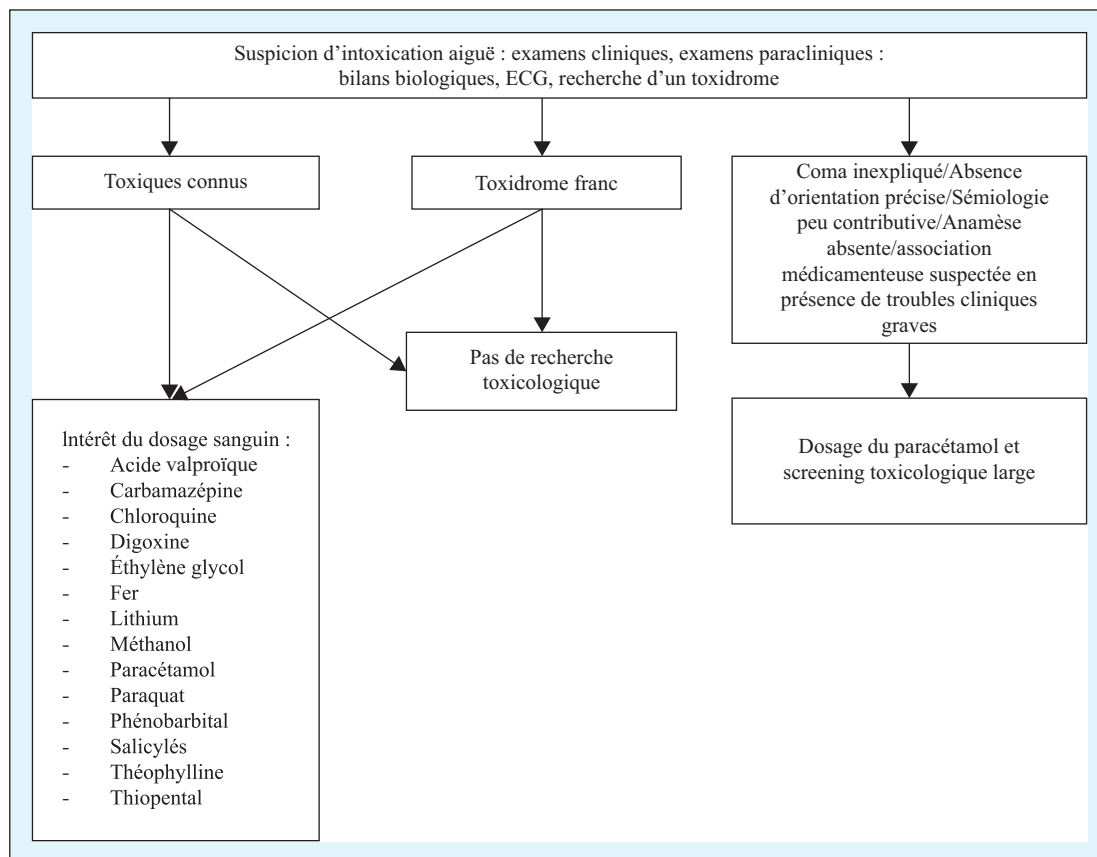 Suspicion d'intoxication aiguë : examens cliniques, examens paracliniques :
bilans biologiques, ECG, recherche d'un toxidrome
Toxiques connus
Toxidrome franc
Coma inexpliqué/Absence
d'orientation précise/Sémiologie
peu contributive/Anamèse
absente/association
médicamenteuse suspectée en
présence de troubles cliniques
graves
Pas de recherche
toxicologique
Intérêt du dosage sanguin :
- Acide valproïque
- Carbamazépine
- Chloroquine
- Digoxine
- Éthylène glycol
- Fer
- Lithium
- Méthanol
- Paracétamol
- Paraquat
- Phénobarbital
- Salicylés
- Théophylline
- Thiopental
Dosage du paracétamol et
screening toxicologique large